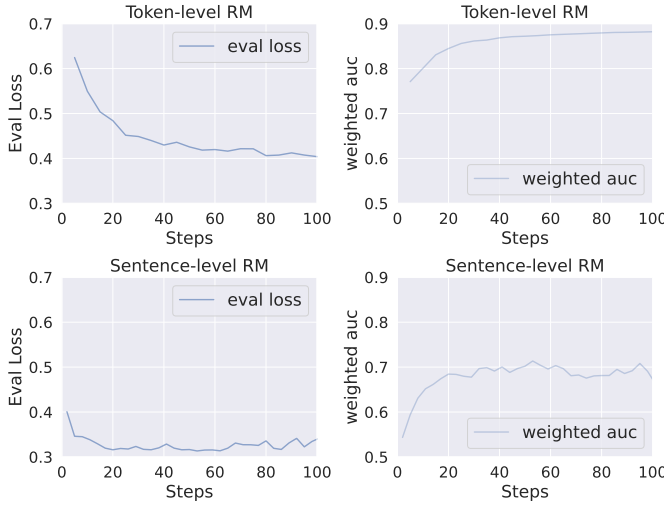 Token-level RM
0.7
0.6
0.5
0.4
0.3
Eval Loss
eval loss
0 20 40 60 80 100
Steps
Token-level RM
0.9
0.8
0.7
0.6
0.5
weighted auc
weighted auc
0 20 40 60 80 100
Steps
Sentence-level RM
0.7
0.6
0.5
0.4
0.3
Eval Loss
eval loss
0 20 40 60 80 100
Steps
Sentence-level RM
0.9
0.8
0.7
0.6
0.5
weighted auc
weighted auc
0 20 40 60 80 100
Steps